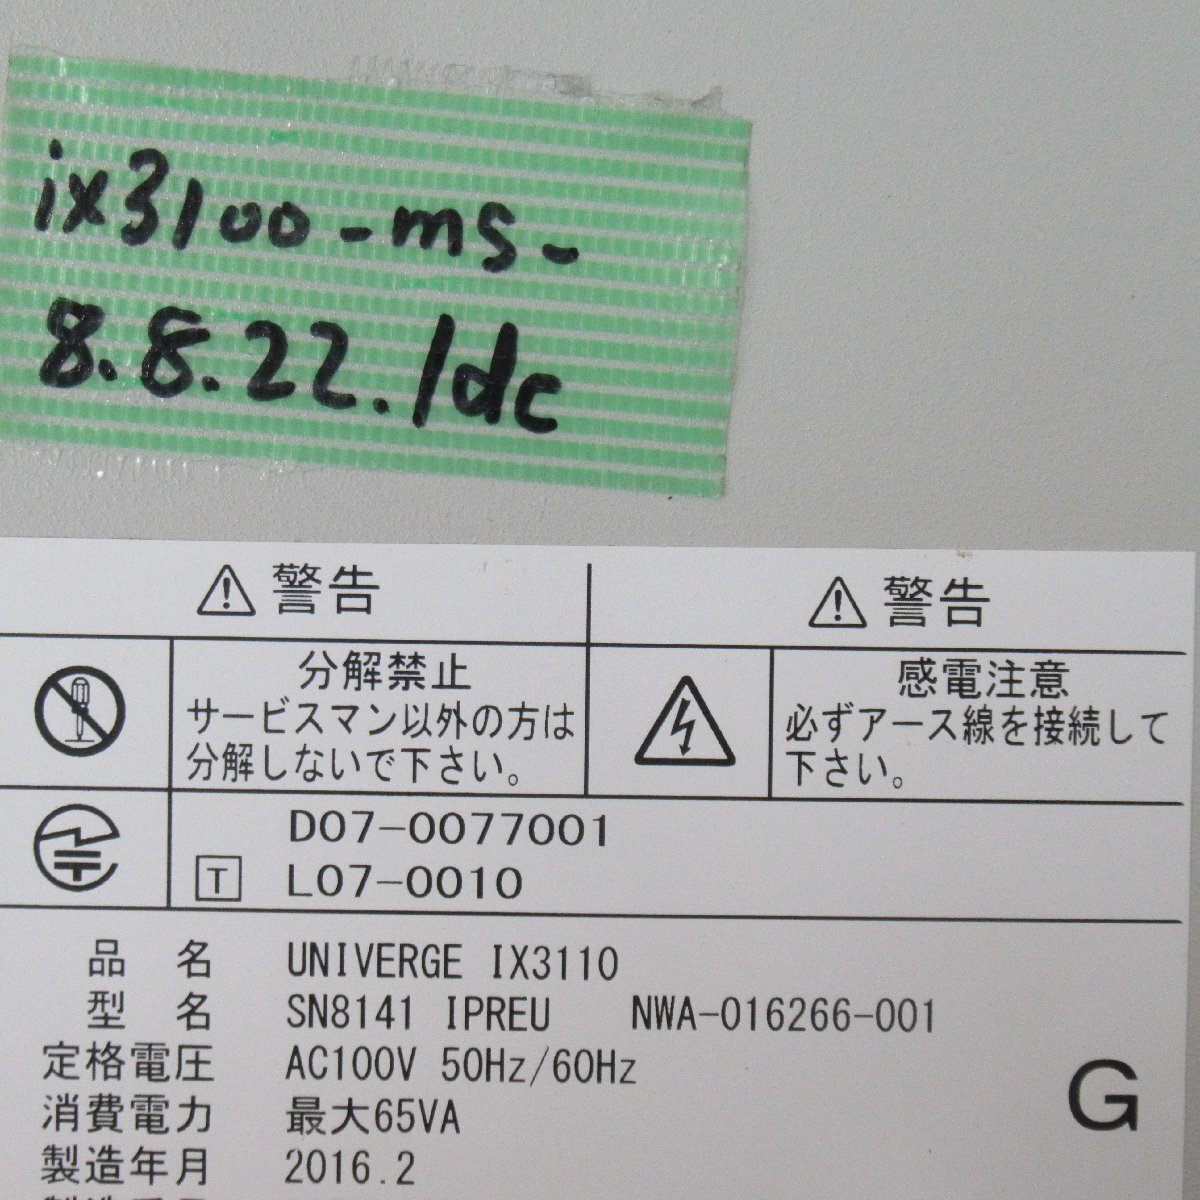 ix3100-ms-
8.8.22.ldc
警告
警告
分解禁止
サービスマン以外の方は
分解しないで下さい。
感電注意
必ずアース線を接続して
下さい。
D07-0077001
T L07-0010
品 名 UNIVERGE IX3110
型 名 SN8141 IPREU NWA-016266-001
定格電圧 AC100V 50Hz/60Hz
消費電力 最大65VA
製造年月 2016.2
G